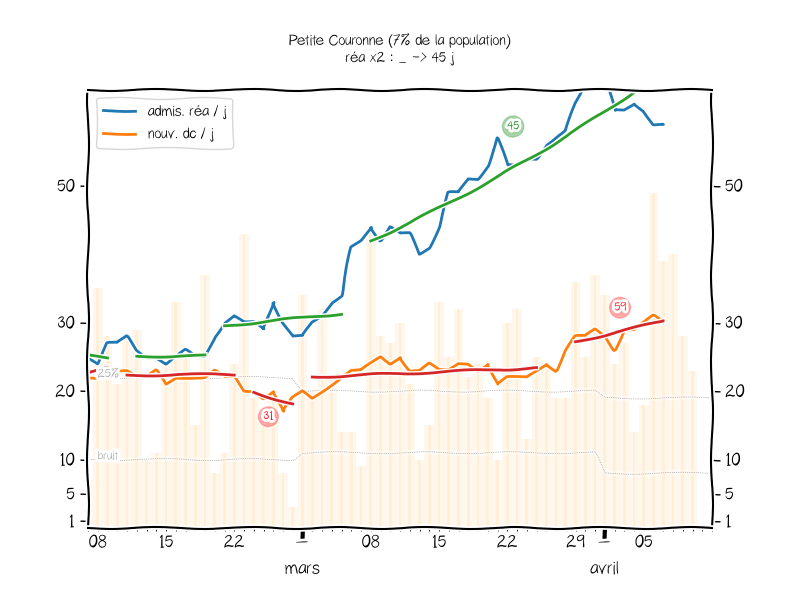 Petite Couronne (7% de la population)
réa x2 : _ -> 45 j
admis. réa / j
nouv. dc / j
45
50
50
59
30
30
25%
20
20
31
bruit
10
10
5
5
1
1
08 15 22 _ 08 15 22 29 _ 05
mars avril